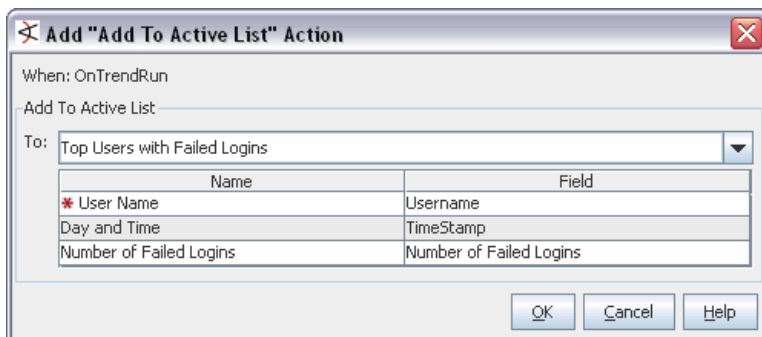 Add "Add To Active List" Action
When: OnTrendRun
Add To Active List
To: Top Users with Failed Logins
Name Field
* User Name Username
Day and Time TimeStamp
Number of Failed Logins Number of Failed Logins
OK Cancel Help